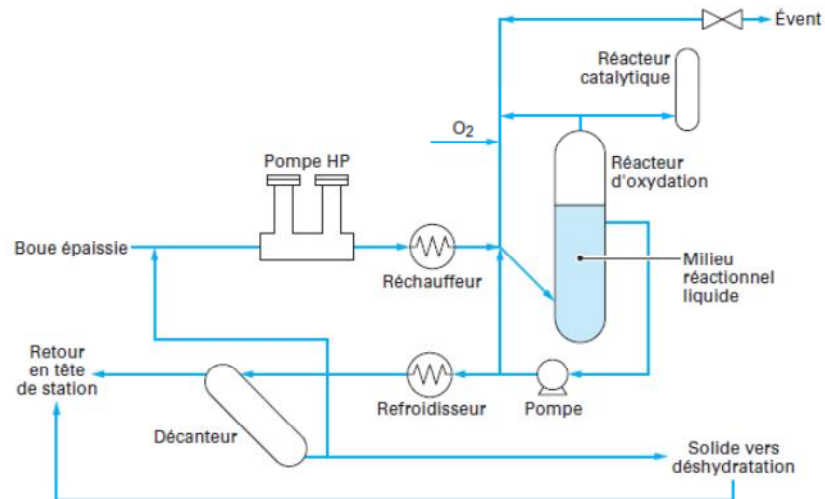 Évent
Réacteur
catalytique
O2
Pompe HP
Réacteur
d'oxydation
Boue épaissie
Réchauffeur
Milieu
réactionnel
liquide
Retour
en tête
de station
Refroidisseur
Pompe
Décanteur
Solide vers
déshydratation